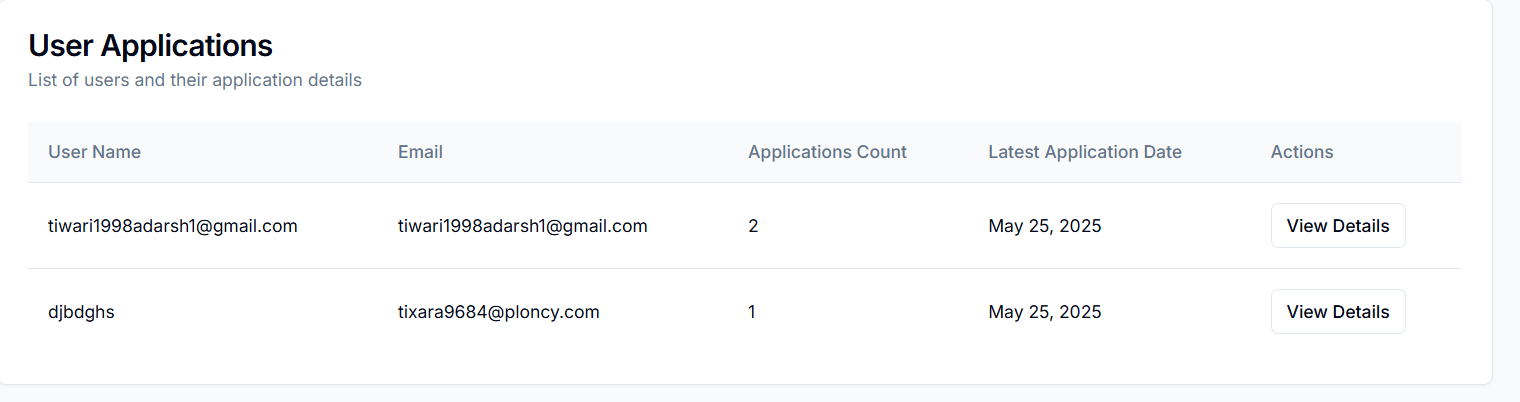 User Applications
List of users and their application details
User Name Email Applications Count Latest Application Date Actions
tiwari1998adarsh1@gmail.com tiwari1998adarsh1@gmail.com 2 May 25, 2025 View Details
djbdghs tixara9684@ploncy.com 1 May 25, 2025 View Details